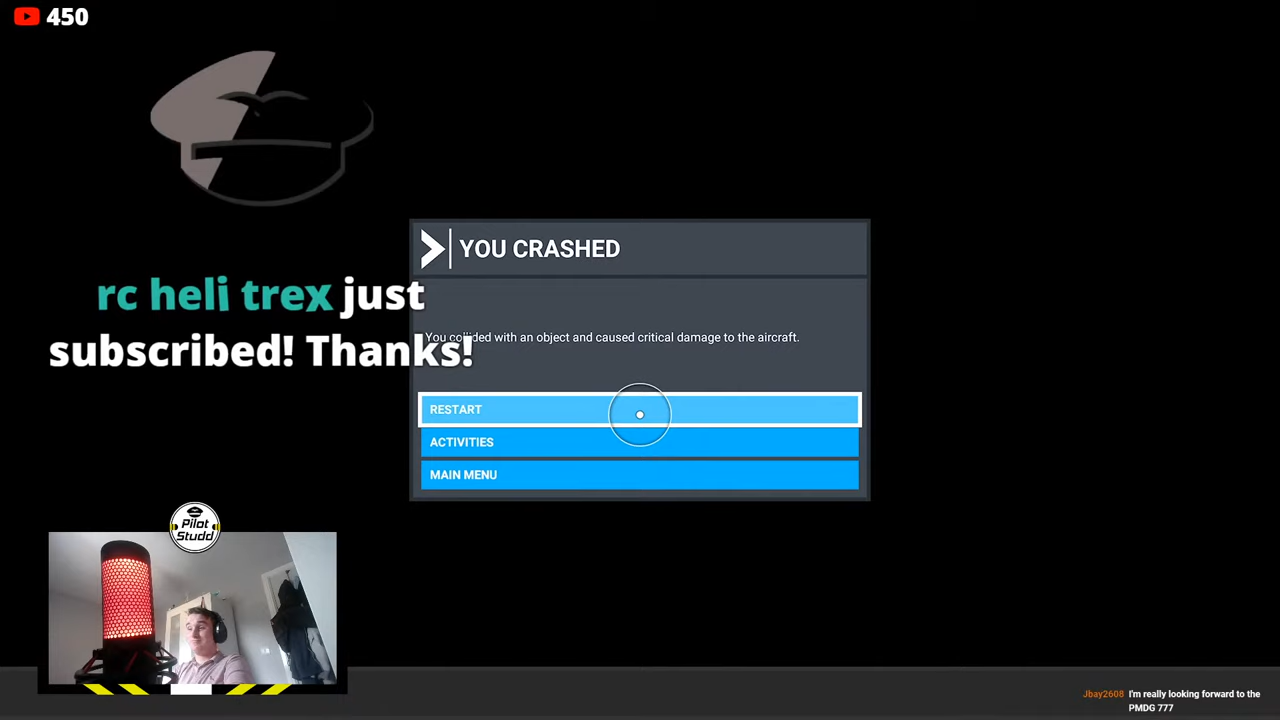 450
YOU CRASHED
rc heli trex just
subscribed! Thanks!
You collided with an object and caused critical damage to the aircraft.
RESTART
ACTIVITIES
MAIN MENU
Pilot
Studd
Jbay2608 I'm really looking forward to the
PMDG 777